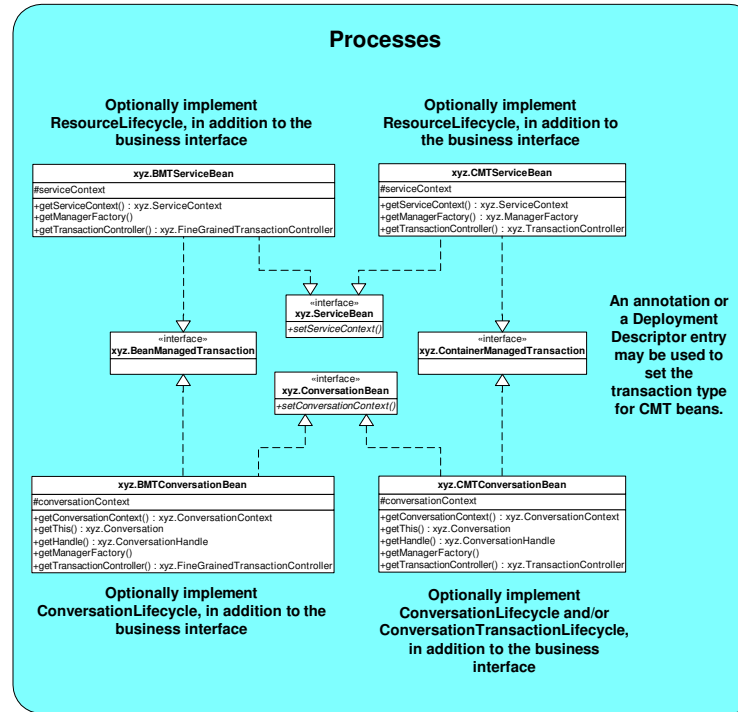 Processes
Optionally implement
ResourceLifecycle, in addition to the
business interface
Optionally implement
ResourceLifecycle, in addition to
the business interface
xyz.BMTServiceBean
#serviceContext
+getServiceContext() : xyz.ServiceContext
+getManagerFactory()
+getTransactionController() : xyz.FineGrainedTransactionController
xyz.CMTServiceBean
#serviceContext
+getServiceContext() : xyz.ServiceContext
+getManagerFactory() : xyz.ManagerFactory
+getTransactionController() : xyz.TransactionController
«interface»
xyz.ServiceBean
+setServiceContext()
«interface»
xyz.BeanManagedTransaction
«interface»
xyz.ContainerManagedTransaction
An annotation or
a Deployment
Descriptor entry
may be used to
set the
transaction type
for CMT beans.
«interface»
xyz.ConversationBean
+setConversationContext()
xyz.BMTConversationBean
#conversationContext
+getConversationContext() : xyz.ConversationContext
+getThis() : xyz.Conversation
+getHandle() : xyz.ConversationHandle
+getManagerFactory()
+getTransactionController() : xyz.FineGrainedTransactionController
xyz.CMTConversationBean
#conversationContext
+getConversationContext() : xyz.ConversationContext
+getThis() : xyz.Conversation
+getHandle() : xyz.ConversationHandle
+getManagerFactory()
+getTransactionController() : xyz.TransactionController
Optionally implement
ConversationLifecycle, in addition to the
business interface
Optionally implement
ConversationLifecycle and/or
ConversationTransactionLifecycle,
in addition to the business
interface